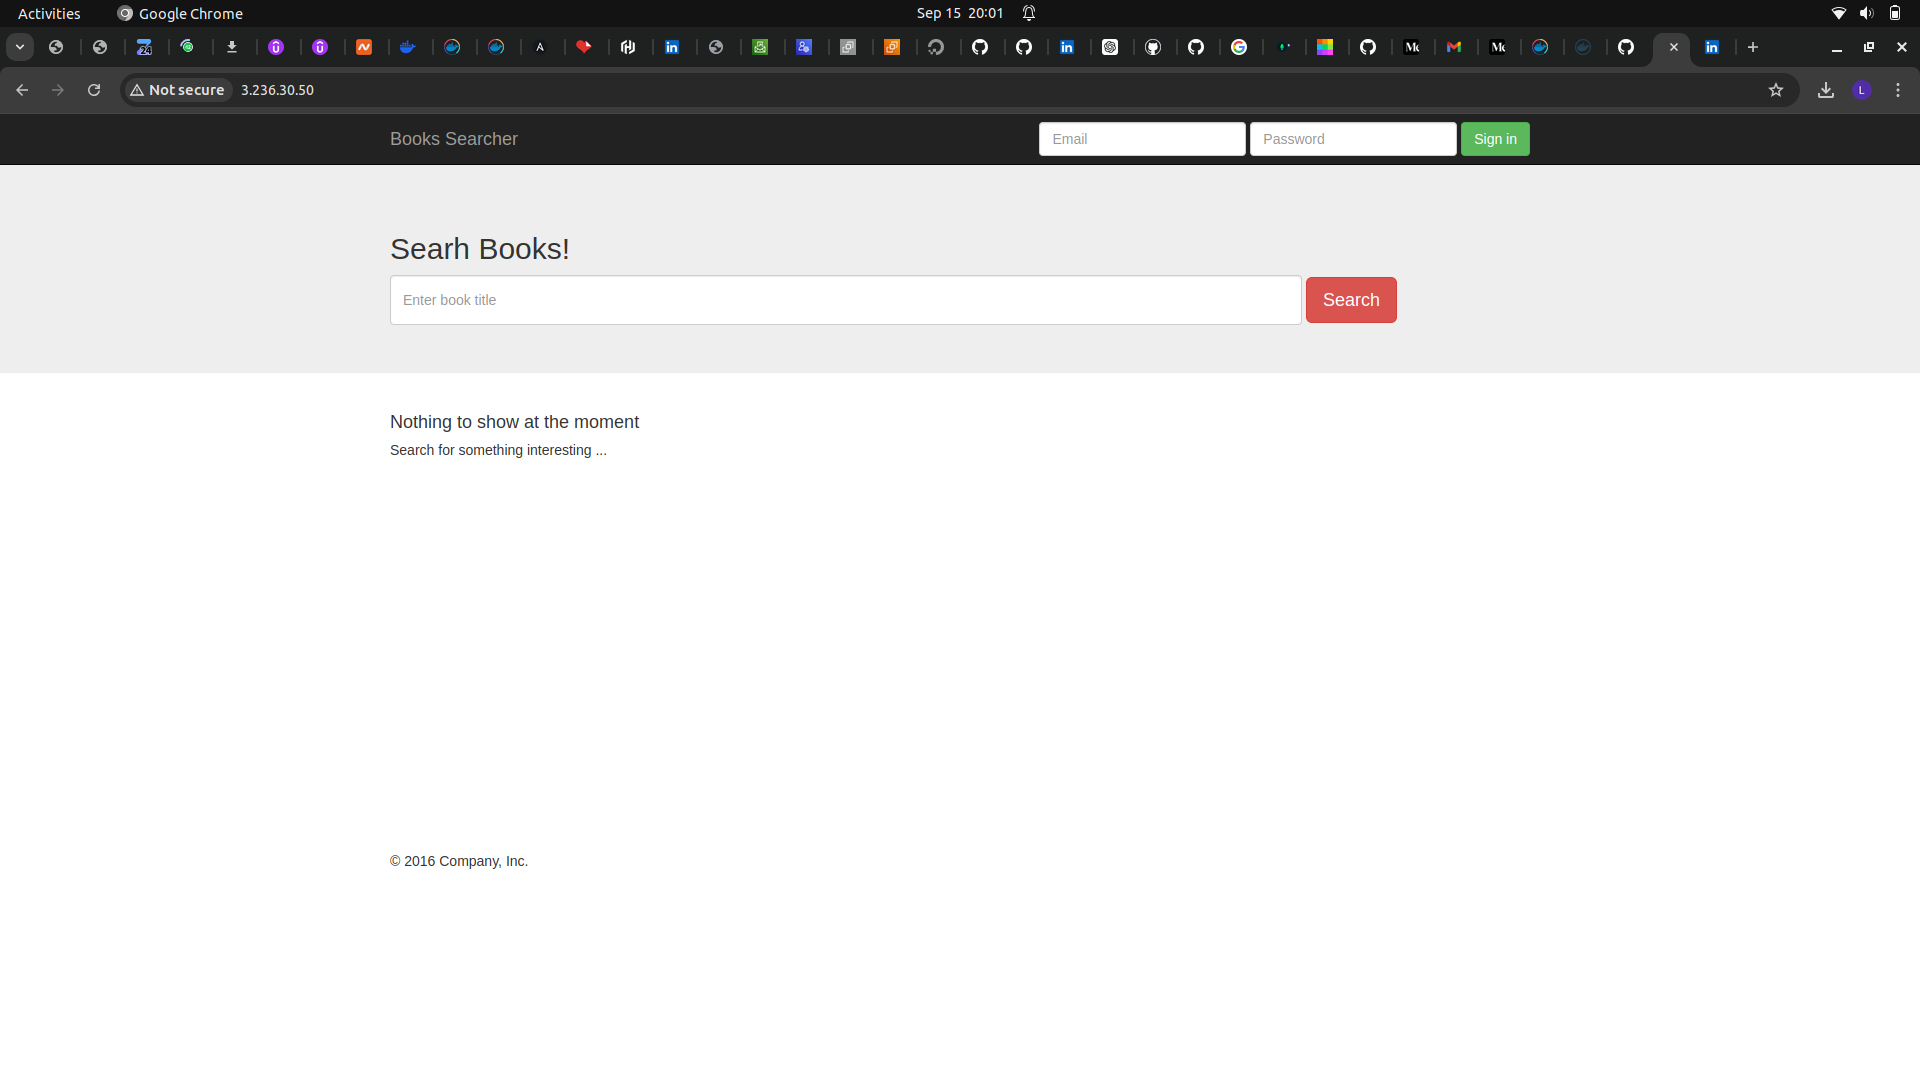 Activities
Google Chrome
Sep 15 20:01
Not secure
3.236.30.50
L
Books Searcher
Email
Password
Sign in
Searh Books!
Enter book title
Search
Nothing to show at the moment
Search for something interesting ...
© 2016 Company, Inc.